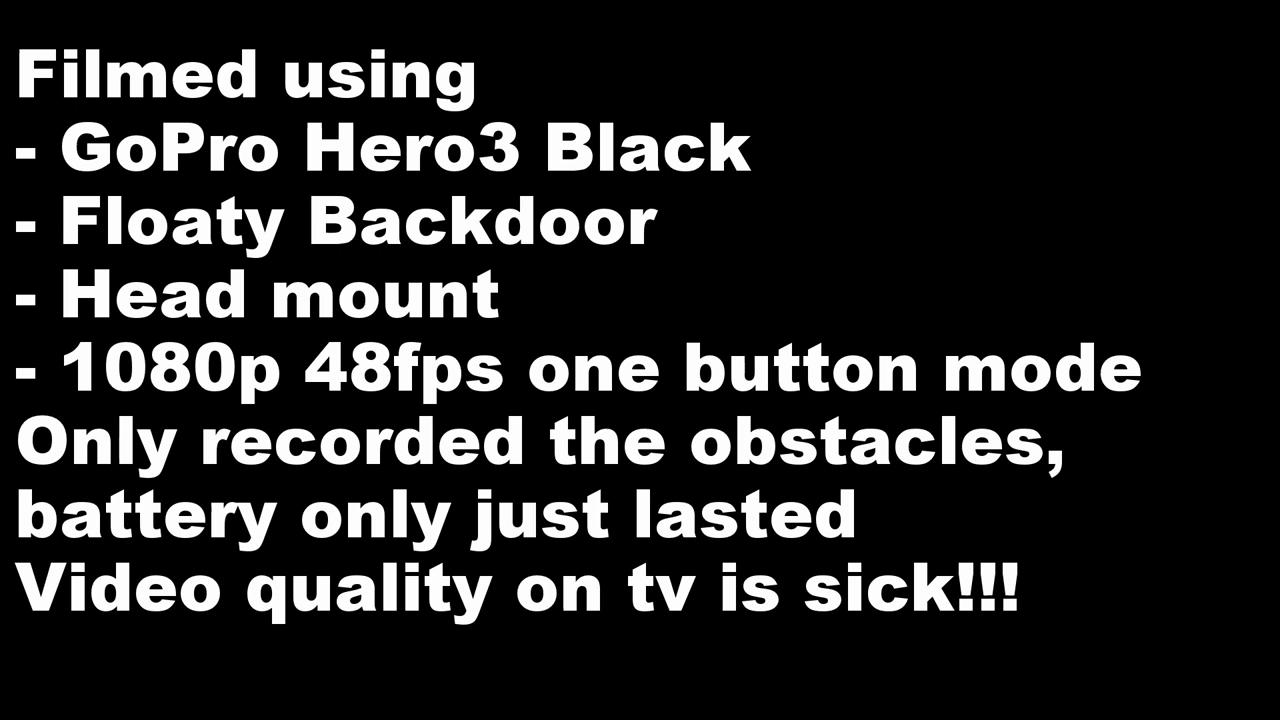 Filmed using
- GoPro Hero3 Black
- Floaty Backdoor
- Head mount
- 1080p 48fps one button mode
Only recorded the obstacles,
battery only just lasted
Video quality on tv is sick!!!